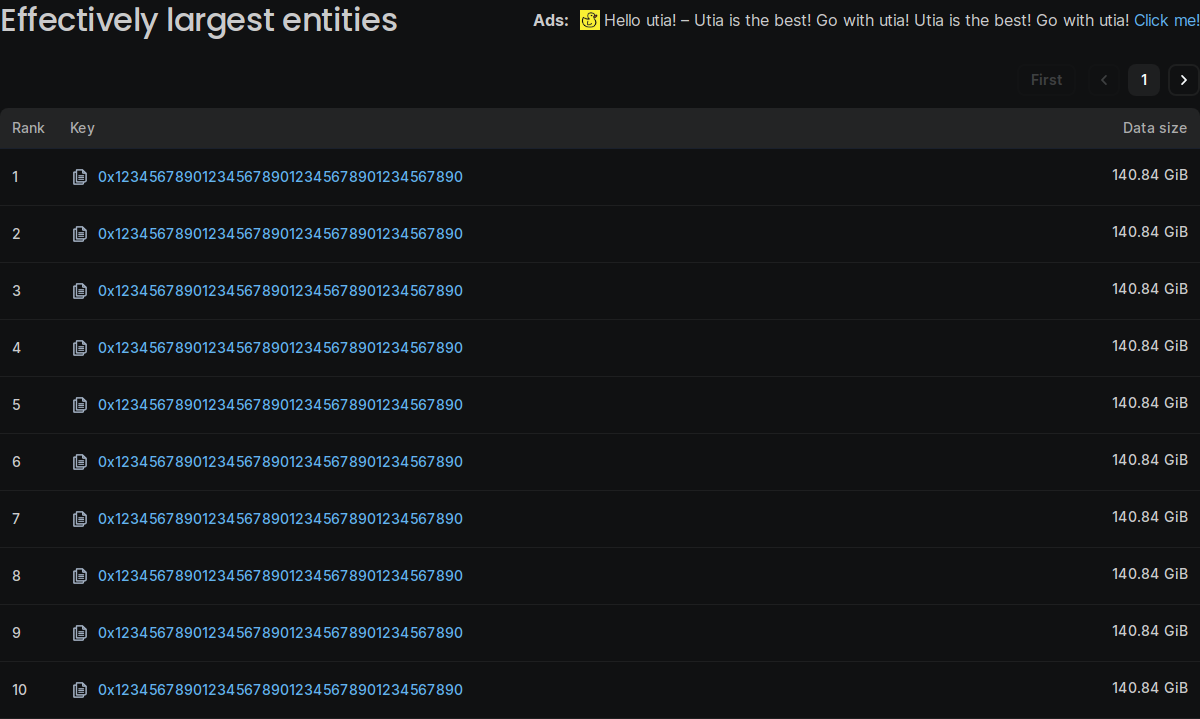 Effectively largest entities
Ads: Hello utia! – Utia is the best! Go with utia! Utia is the best! Go with utia! Click me!
First 1
Rank Key Data size
1 0x1234567890123456789012345678901234567890 140.84 GiB
2 0x1234567890123456789012345678901234567890 140.84 GiB
3 0x1234567890123456789012345678901234567890 140.84 GiB
4 0x1234567890123456789012345678901234567890 140.84 GiB
5 0x1234567890123456789012345678901234567890 140.84 GiB
6 0x1234567890123456789012345678901234567890 140.84 GiB
7 0x1234567890123456789012345678901234567890 140.84 GiB
8 0x1234567890123456789012345678901234567890 140.84 GiB
9 0x1234567890123456789012345678901234567890 140.84 GiB
10 0x1234567890123456789012345678901234567890 140.84 GiB